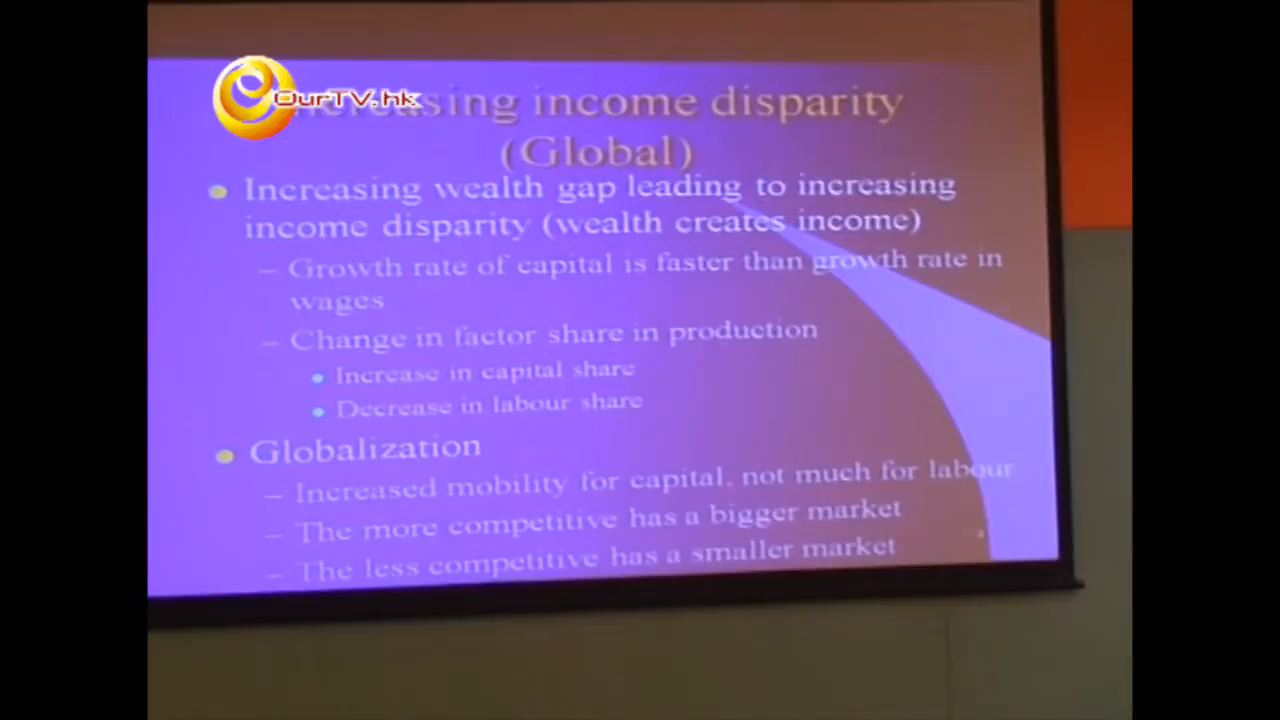 OurTV.hk
Increasing income disparity
(Global)
Increasing wealth gap leading to increasing
income disparity (wealth creates income)
– Growth rate of capital is faster than growth rate in
wages
– Change in factor share in production
Increase in capital share
Decrease in labour share
Globalization
– Increased mobility for capital, not much for labour
– The more competitive has a bigger market
– The less competitive has a smaller market